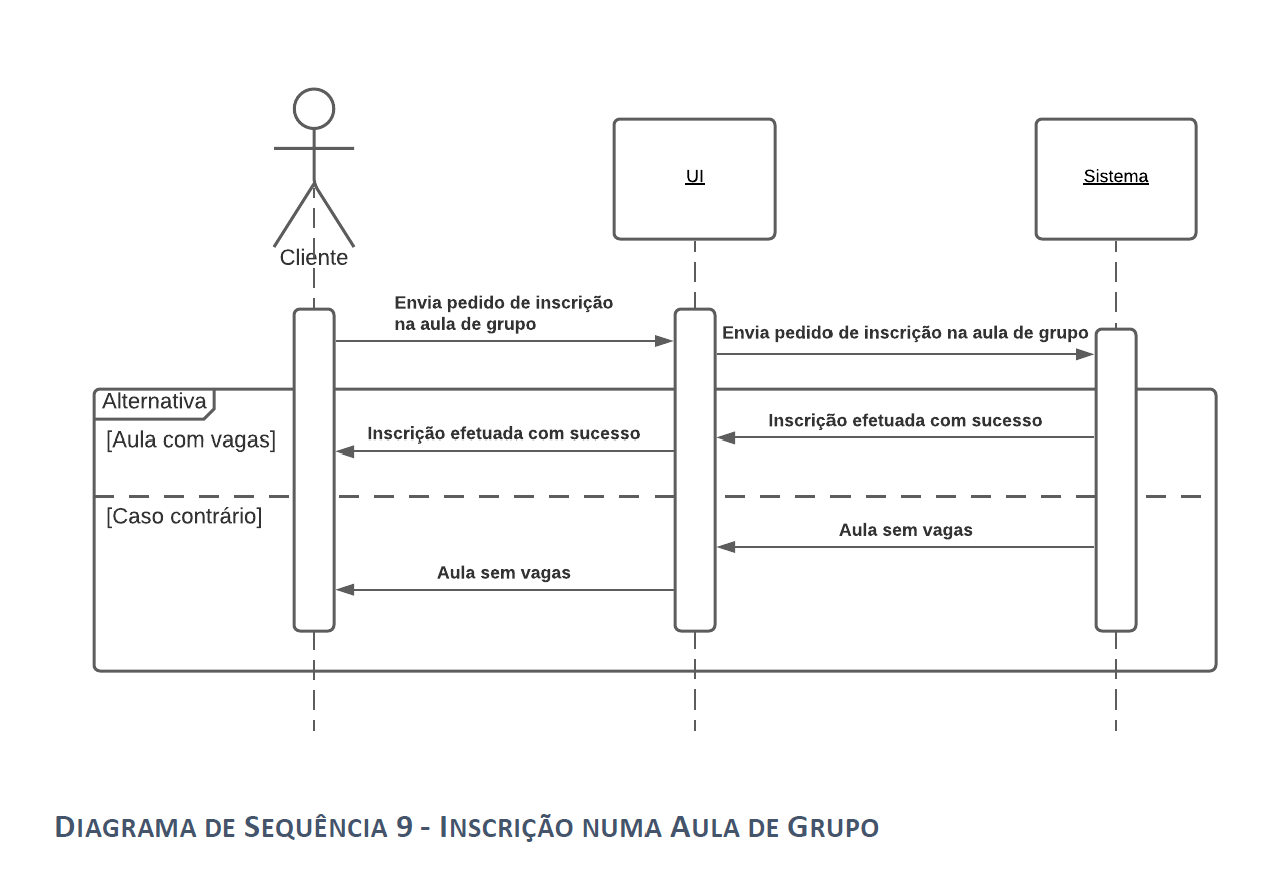 UI
Sistema
Cliente
Envia pedido de inscrição
na aula de grupo
Envia pedido de inscrição na aula de grupo
Alternativa
[Aula com vagas]
Inscrição efetuada com sucesso
Inscrição efetuada com sucesso
[Caso contrário]
Aula sem vagas
Aula sem vagas
DIAGRAMA DE SEQUÊNCIA 9 - INSCRIÇÃO NUMA AULA DE GRUPO